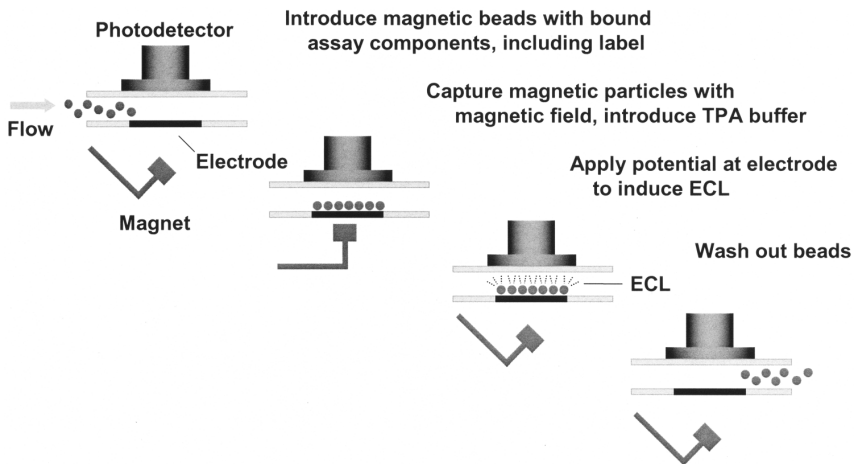 Photodetector
Introduce magnetic beads with bound
assay components, including label
Flow
Electrode
Magnet
Capture magnetic particles with
magnetic field, introduce TPA buffer
Apply potential at electrode
to induce ECL
ECL
Wash out beads